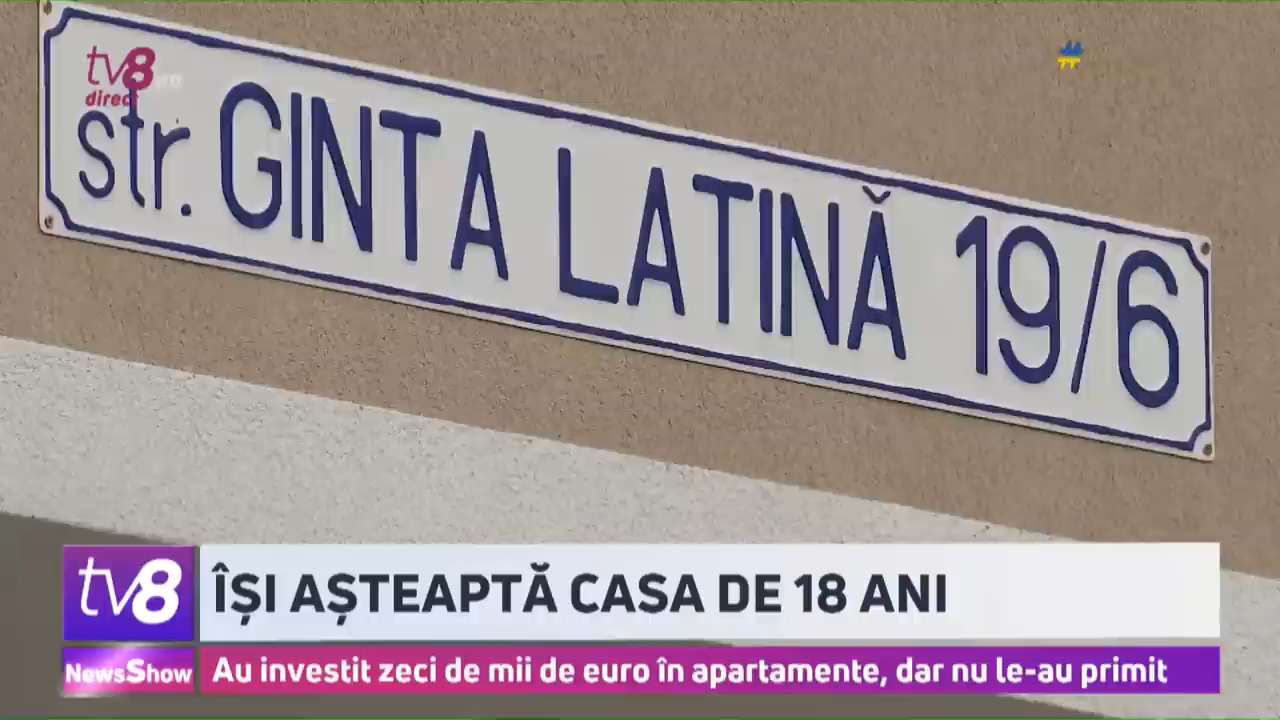 tv8
direct
str. GINTA LATINĂ 19/6
tv8
ÎȘI AȘTEAPTĂ CASA DE 18 ANI
NewsShow
Au investit zeci de mii de euro în apartamente, dar nu le-au primit